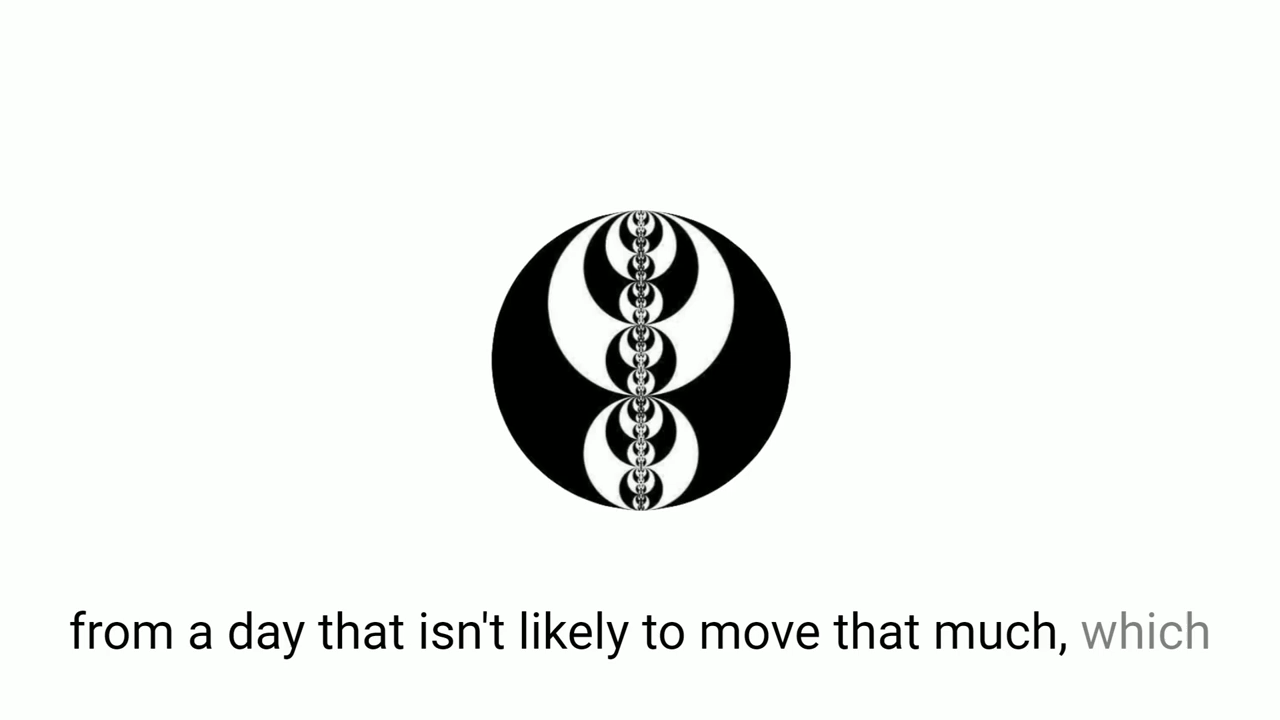 from a day that isn't likely to move that much, which